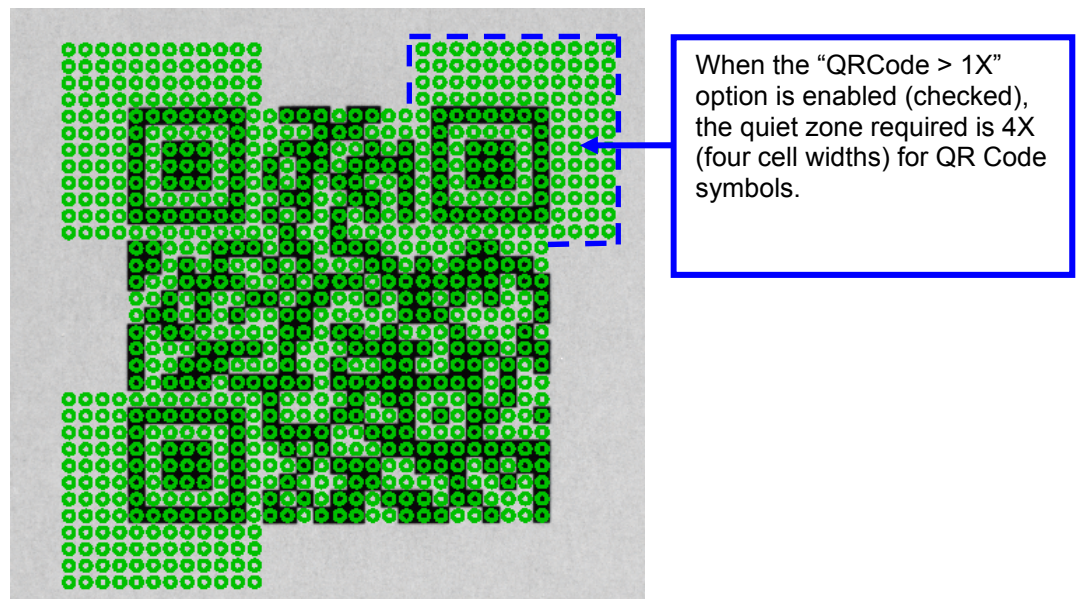 When the “QRCode > 1X”
option is enabled (checked),
the quiet zone required is 4X
(four cell widths) for QR Code
symbols.